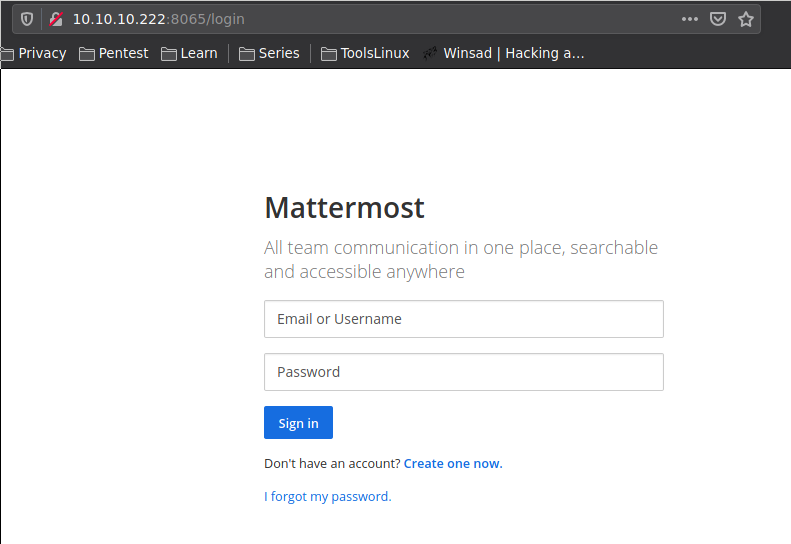 10.10.10.222:8065/login
Privacy Pentest Learn Series ToolsLinux Winsad | Hacking a...
Mattermost
All team communication in one place, searchable
and accessible anywhere
Email or Username
Password
Sign in
Don't have an account? Create one now.
I forgot my password.